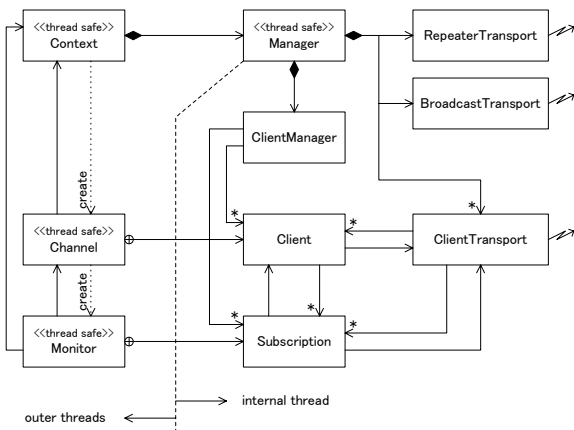 <<thread safe>>
Context
<<thread safe>>
Manager
RepeaterTransport
BroadcastTransport
ClientManager
create
*
*
*
<<thread safe>>
Channel
Client
ClientTransport
create
*
*
*
<<thread safe>>
Monitor
Subscription
internal thread
outer threads